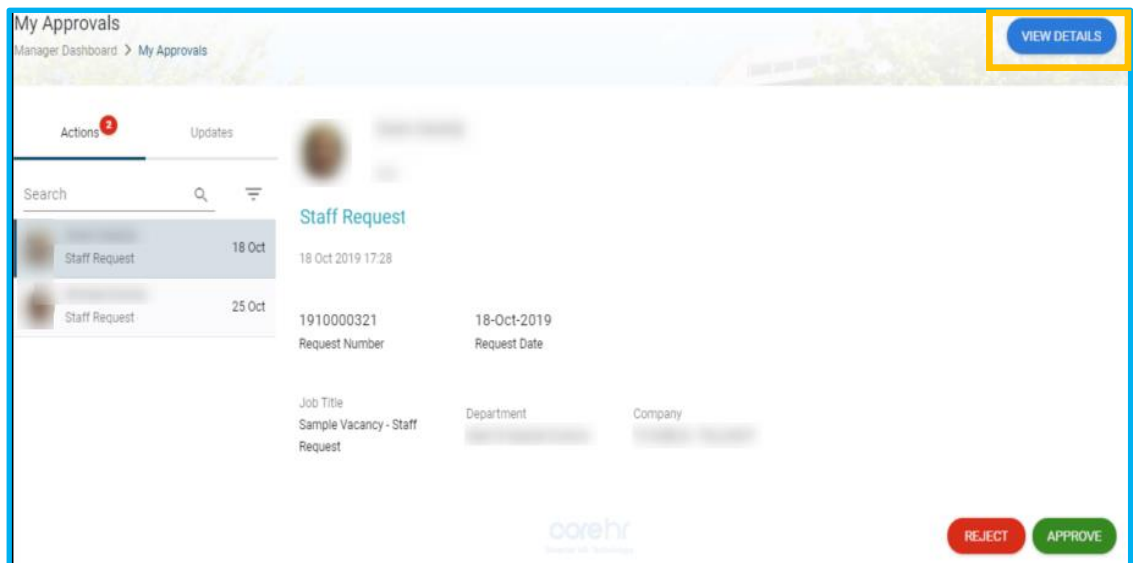 My Approvals
VIEW DETAILS
Manager Dashboard > My Approvals
Actions 2
Updates
Search
18 Oct
Staff Request
25 Oct
Staff Request
Staff Request
18 Oct 2019 17:28
1910000321 18-Oct-2019
Request Number Request Date
Job Title
Sample Vacancy - Staff
Request
Department
Company
corehr
REJECT APPROVE